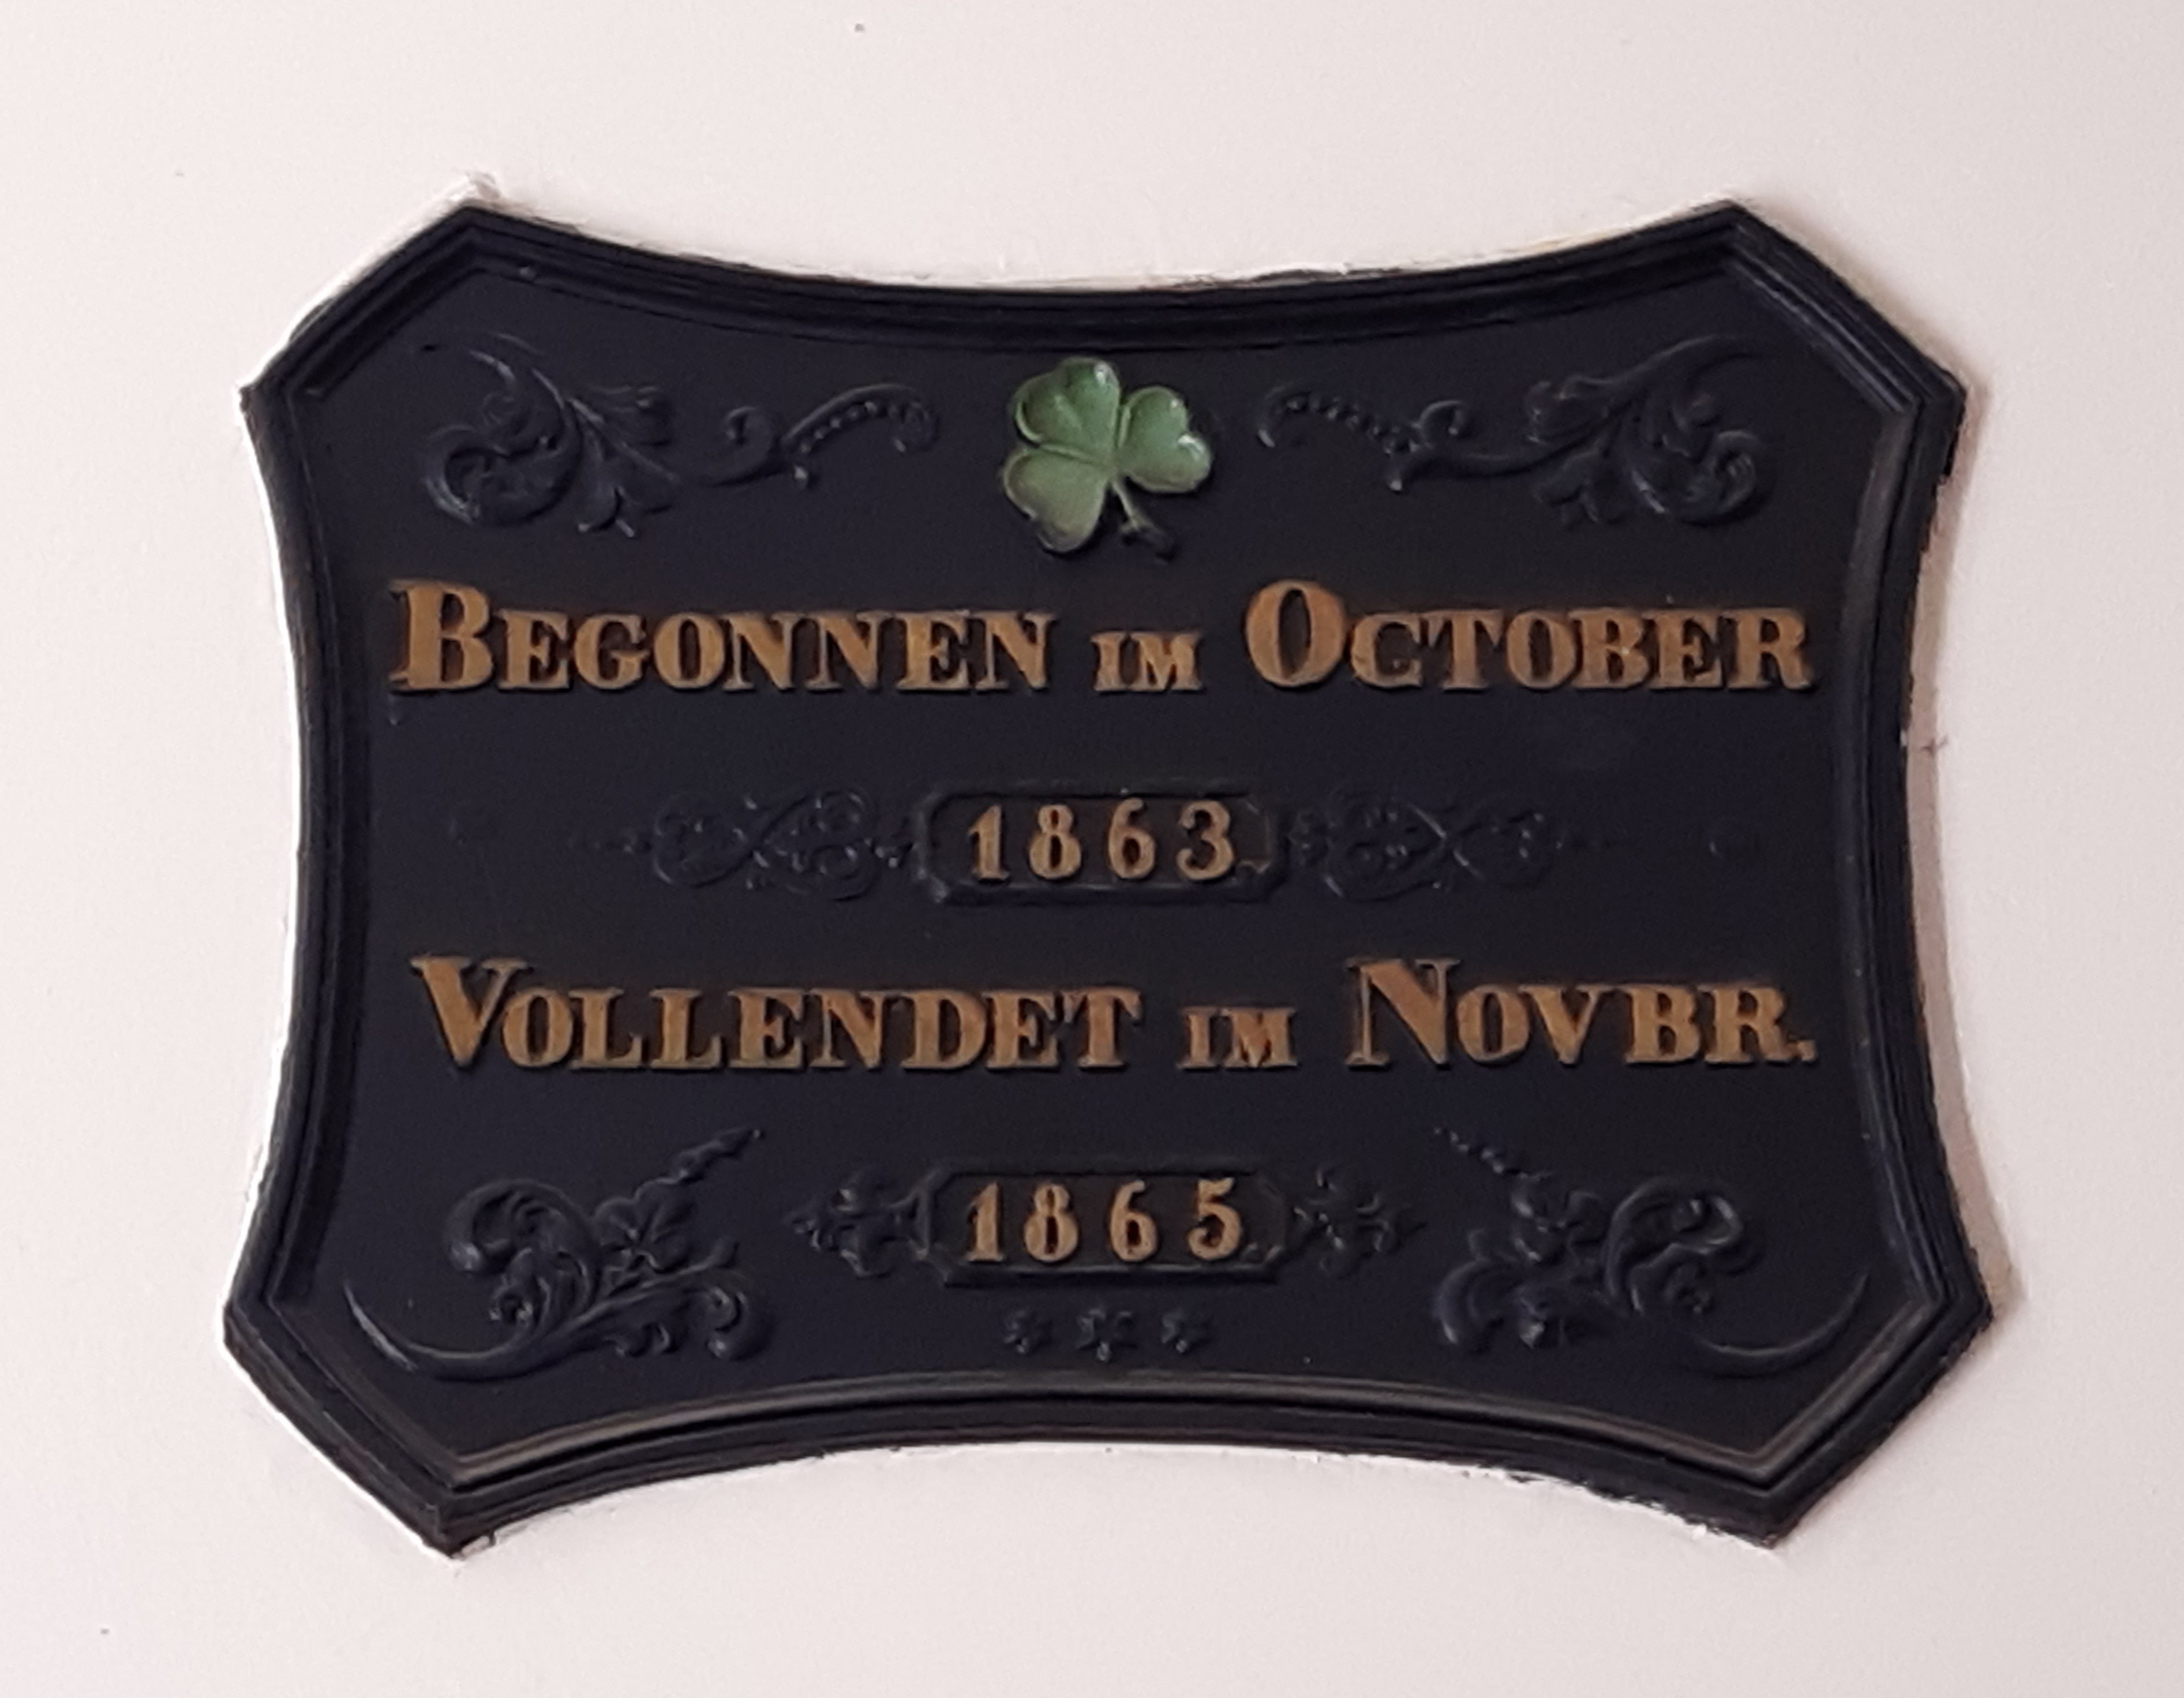 BEGONNEN IM OCTOBER
1863.
VOLLENDET IM NOVBR.
1865.